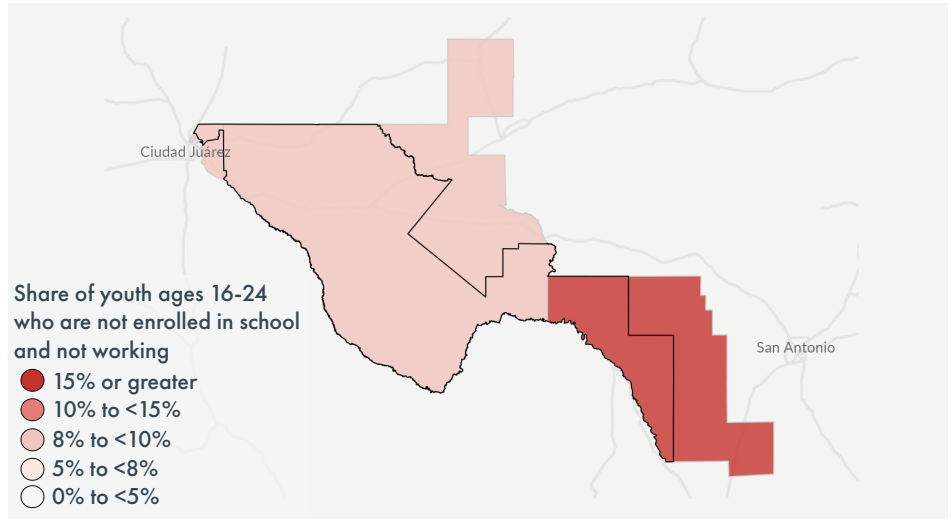 Ciudad Juárez
Share of youth ages 16-24
who are not enrolled in school
and not working
15% or greater
10% to <15%
8% to <10%
5% to <8%
0% to <5%
San Antonio